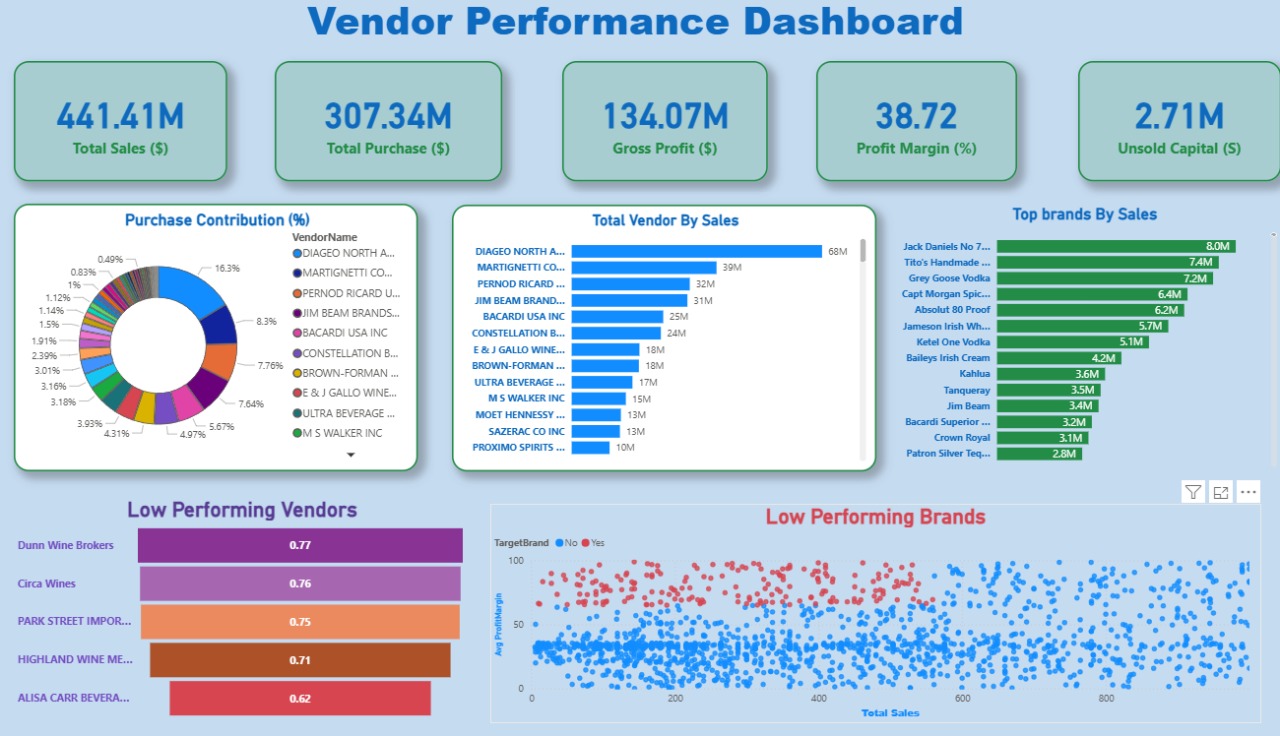 Vendor Performance Dashboard
441.41M
Total Sales ($)
307.34M
Total Purchase ($)
134.07M
Gross Profit ($)
38.72
Profit Margin (%)
2.71M
Unsold Capital (S)
Purchase Contribution (%)
16.3%
8.3%
7.76%
7.64%
5.67%
4.97%
4.31%
3.93%
3.18%
3.16%
3.01%
2.39%
1.91%
1.5%
1.14%
1.12%
1%
0.83%
0.49%
VendorName
DIAGEO NORTH A...
MARTIGNETTI CO...
PERNOD RICARD U...
JIM BEAM BRANDS...
BACARDI USA INC
CONSTELLATION B...
BROWN-FORMAN ...
E & J GALLO WINE...
ULTRA BEVERAGE ...
M S WALKER INC
Total Vendor By Sales
DIAGEO NORTH A... 68M
MARTIGNETTI CO... 39M
PERNOD RICARD ... 32M
JIM BEAM BRAND... 31M
BACARDI USA INC 25M
CONSTELLATION B... 24M
E & J GALLO WINE... 18M
BROWN-FORMAN ... 18M
ULTRA BEVERAGE ... 17M
M S WALKER INC 15M
MOET HENNESSY ... 13M
SAZERAC CO INC 13M
PROXIMO SPIRITS ... 10M
Top brands By Sales
Jack Daniels No 7... 8.0M
Tito's Handmade ... 7.4M
Grey Goose Vodka 7.2M
Capt Morgan Spic... 6.4M
Absolut 80 Proof 6.2M
Jameson Irish Wh... 5.7M
Ketel One Vodka 5.1M
Baileys Irish Cream 4.2M
Kahlua 3.6M
Tanqueray 3.5M
Jim Beam 3.4M
Bacardi Superior ... 3.2M
Crown Royal 3.1M
Patron Silver Teq... 2.8M
Low Performing Vendors
Dunn Wine Brokers 0.77
Circa Wines 0.76
PARK STREET IMPOR... 0.75
HIGHLAND WINE ME... 0.71
ALISA CARR BEVERA... 0.62
Low Performing Brands
TargetBrand No Yes
Avg ProfitMargin
100
50
0
0 200 400 600 800
Total Sales